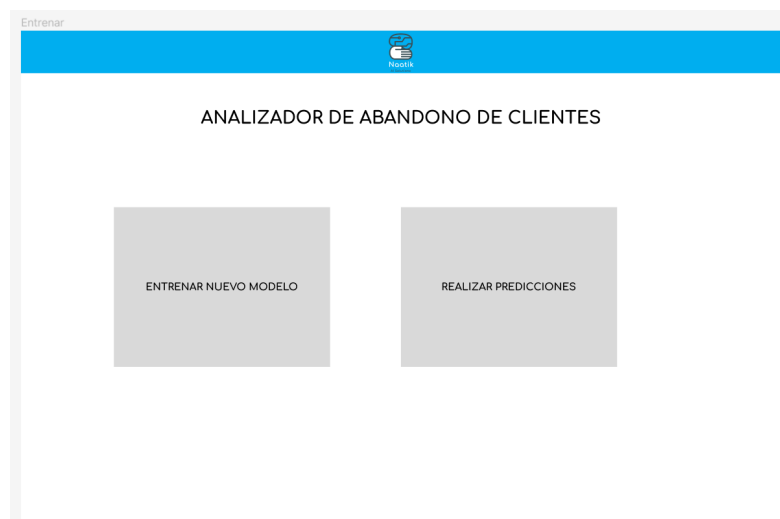 Entrenar
Naatik
ANALIZADOR DE ABANDONO DE CLIENTES
ENTRENAR NUEVO MODELO
REALIZAR PREDICCIONES